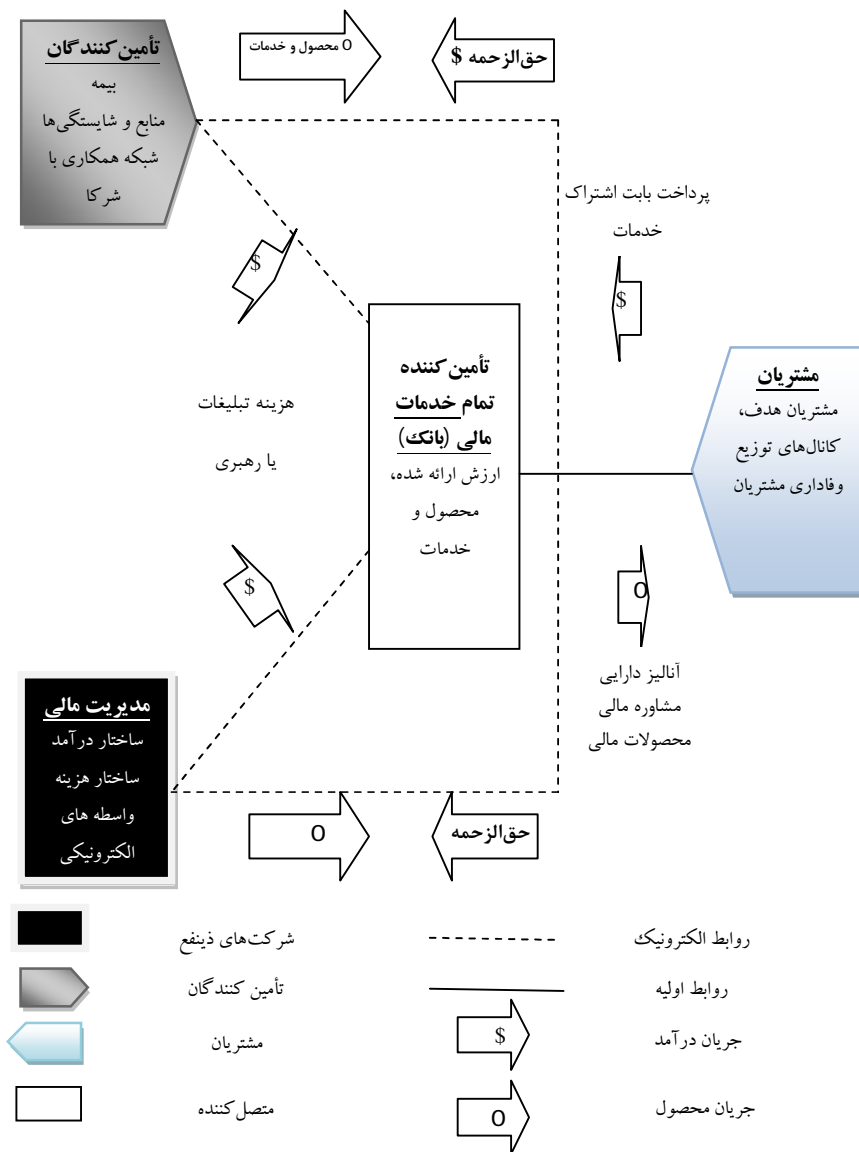 تأمین‌کنندگان
بیمه
منابع و شایستگی‌ها
شبکه همکاری با
شرکا
O محصول و خدمات
حق‌الزحمه $
پرداخت بابت اشتراک
خدمات
$
$
هزینه تبلیغات
یا رهبری
$
تأمین‌کننده
تمام خدمات
مالی (بانک)
ارزش ارائه شده،
محصول و
خدمات
مشتریان
مشتریان هدف،
کانال‌های توزیع
وفاداری مشتریان
O
آنالیز دارایی
مشاوره مالی
محصولات مالی
مدیریت مالی
ساختار درآمد
ساختار هزینه
واسطه های
الکترونیکی
O
حق‌الزحمه
روابط الکترونیک
شرکت‌های ذینفع
روابط اولیه
تأمین کنندگان
جریان درآمد
$
مشتریان
جریان محصول
O
متصل‌کننده